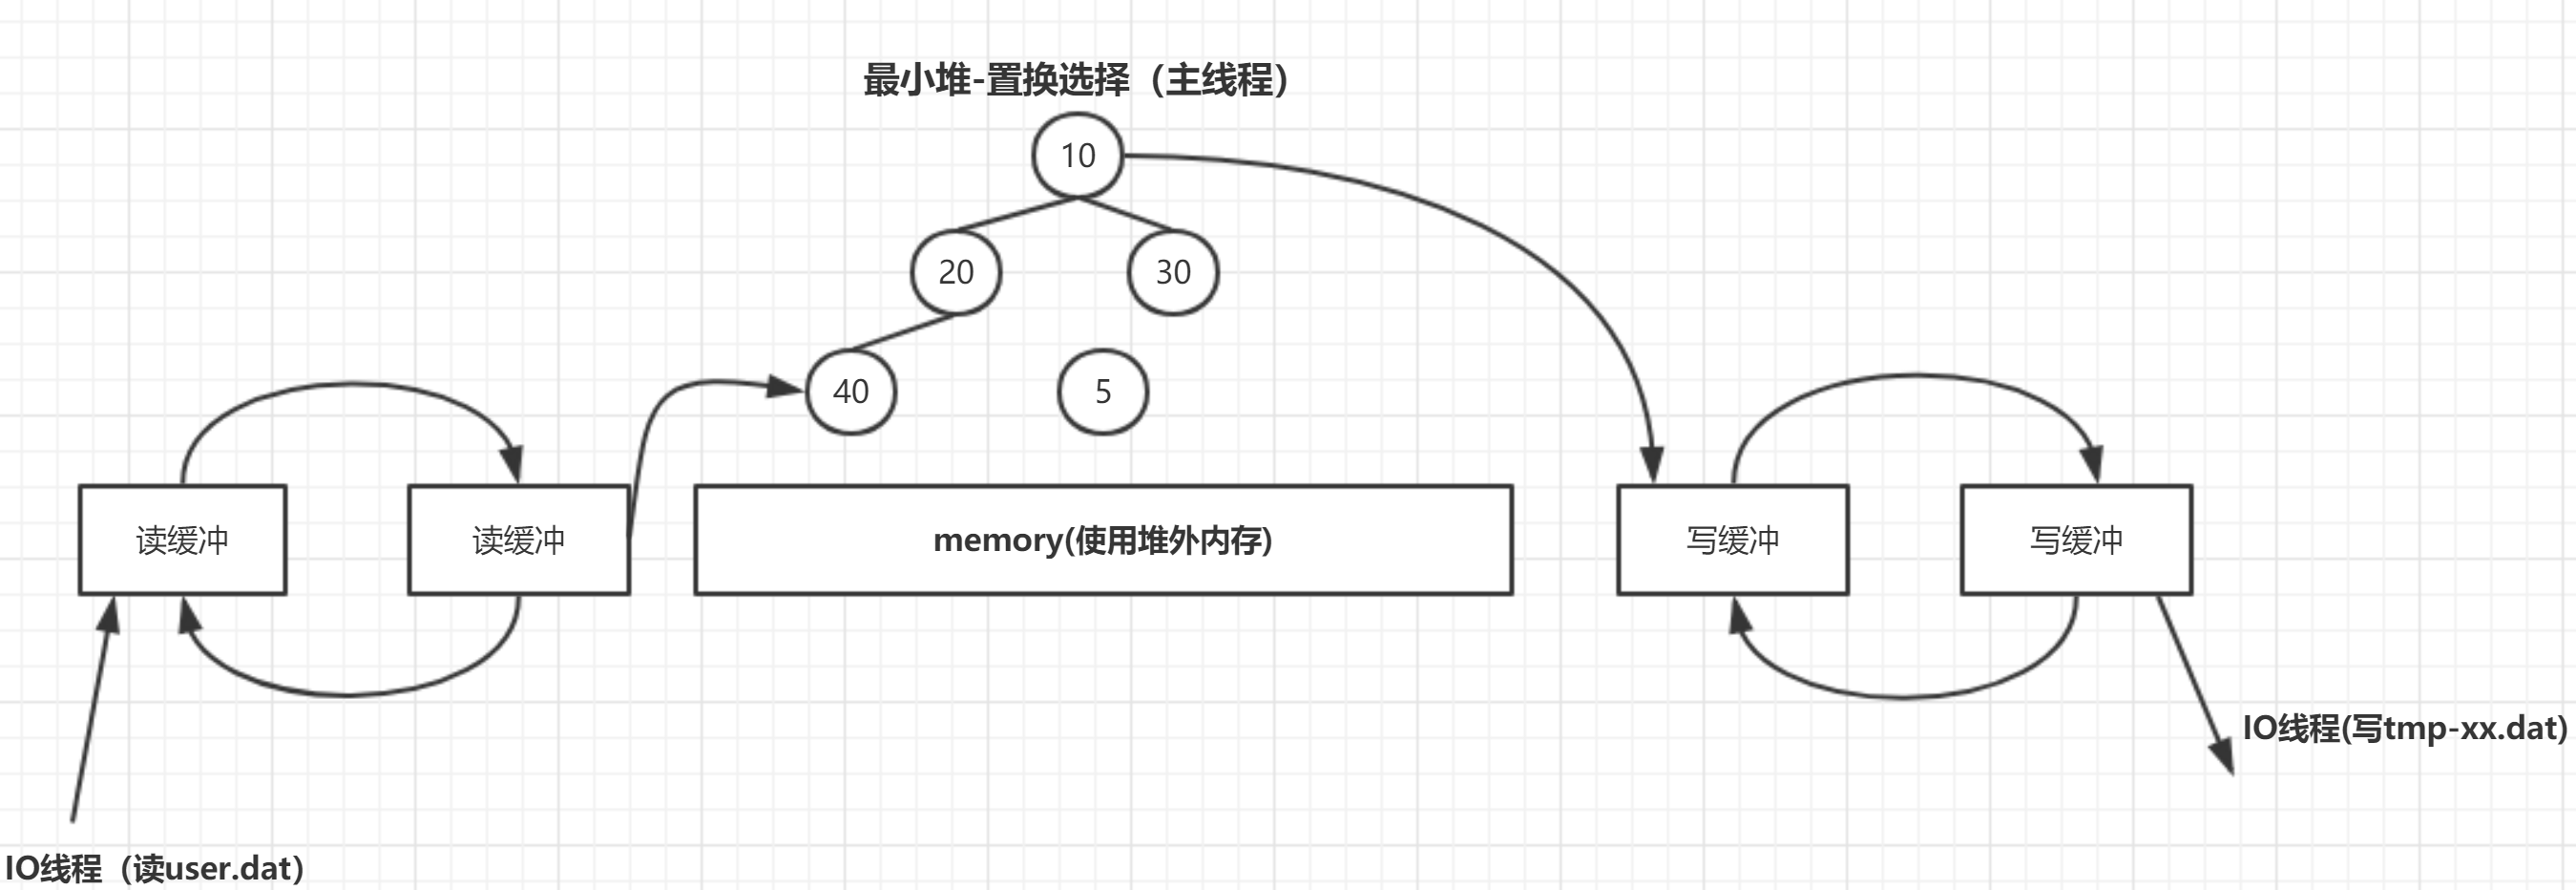 最小堆-置换选择（主线程）
10
20
30
40
5
读缓冲
读缓冲
memory(使用堆外内存)
写缓冲
写缓冲
IO线程(写tmp-xx.dat)
IO线程（读user.dat）